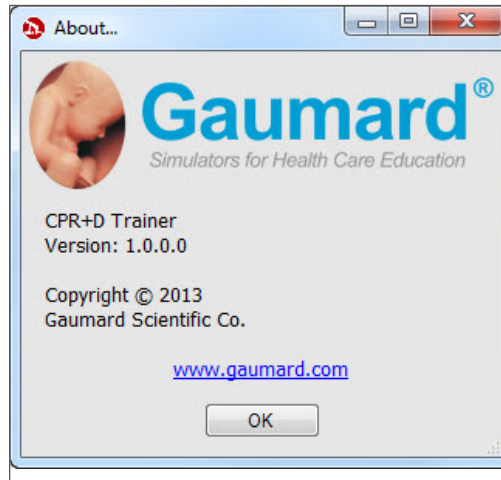 About...
Gaumard®
Simulators for Health Care Education
CPR+D Trainer
Version: 1.0.0.0
Copyright © 2013
Gaumard Scientific Co.
www.gaumard.com
OK